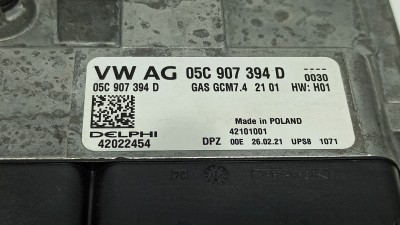 VW AG 05C 907 394 D
0030
05C 907 394 D GAS GCM7.4 21 01 HW: H01
Made in POLAND
42101001
DELPHI
42022454 DPZ 00E 26.02.21 UPS8 1071